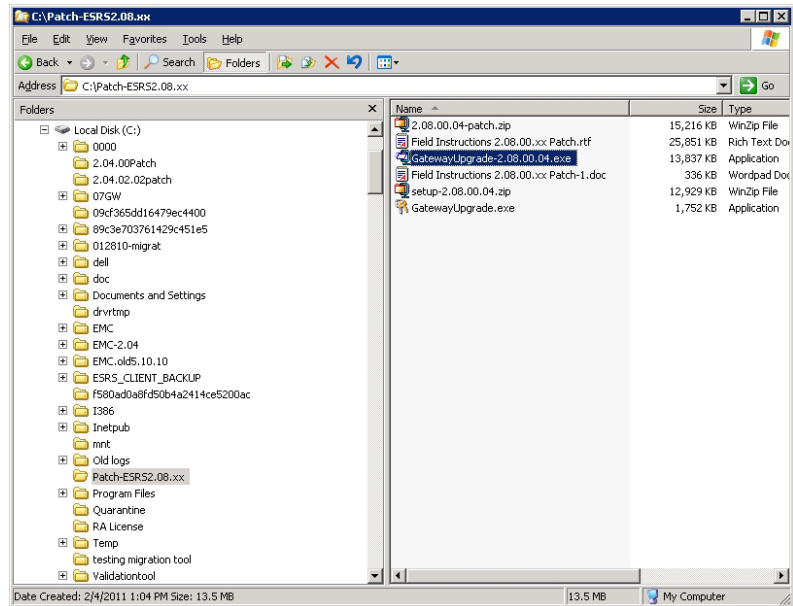 C:\Patch-ESRS2.08.xx
File Edit View Favorites Tools Help
Back Search Folders
Address C:\Patch-ESRS2.08.xx Go
Folders
Local Disk (C:)
0000
2.04.00Patch
2.04.02.02patch
07GW
09cf365dd16479ec4400
89c3e703761429c451e5
012810-migrat
dell
doc
Documents and Settings
drvrtmp
EMC
EMC-2.04
EMC.old5.10.10
ESRS_CLIENT_BACKUP
f580ad0a8fd50b4a2414ce5200ac
I386
Inetpub
mnt
Old logs
Patch-ESRS2.08.xx
Program Files
Quarantine
RA License
Temp
testing migration tool
Validationtool
Name Size Type
2.08.00.04-patch.zip 15,216 KB WinZip File
Field Instructions 2.08.00.xx Patch.rtf 25,851 KB Rich Text Do
GatewayUpgrade-2.08.00.04.exe 13,837 KB Application
Field Instructions 2.08.00.xx Patch-1.doc 336 KB Wordpad Doc
setup-2.08.00.04.zip 12,929 KB WinZip File
GatewayUpgrade.exe 1,752 KB Application
Date Created: 2/4/2011 1:04 PM Size: 13.5 MB 13.5 MB My Computer